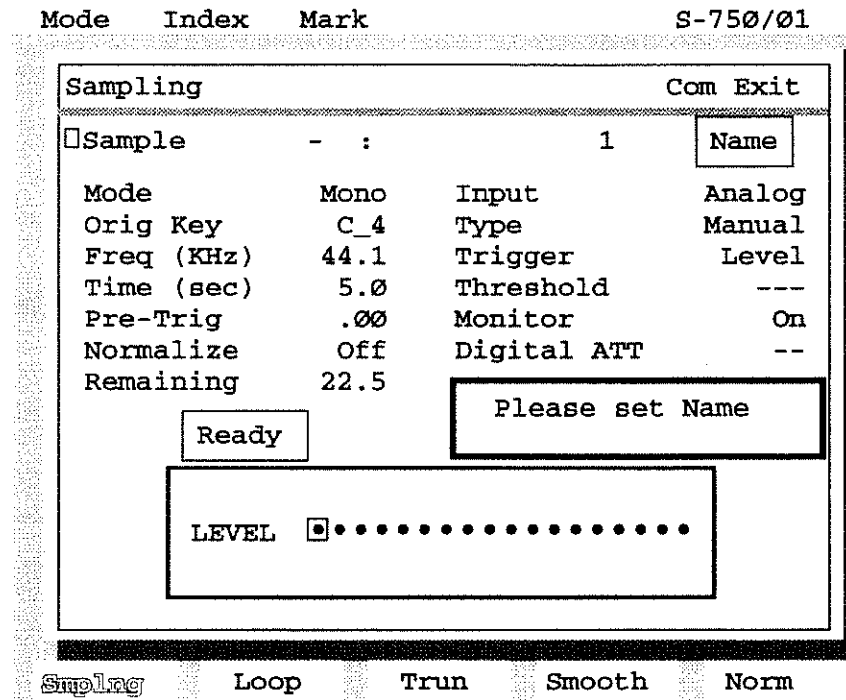 Mode Index Mark S-750/01
Sampling Com Exit
Sample - : 1 Name
Mode Mono Input Analog
Orig Key C_4 Type Manual
Freq (KHz) 44.1 Trigger Level
Time (sec) 5.0 Threshold ---
Pre-Trig .00 Monitor On
Normalize Off Digital ATT --
Remaining 22.5
Please set Name
Ready
LEVEL
Smplng Loop Trun Smooth Norm